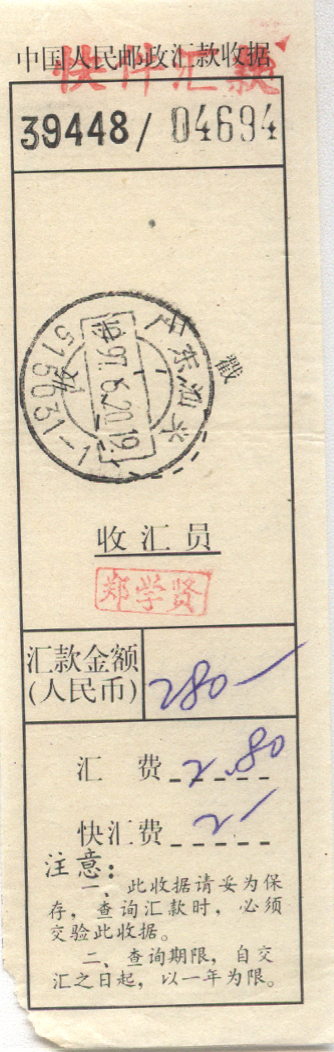 中国人民邮政汇款收据
快件汇款
39448/ 04694
广东汕头
1997.6.20.19
515031-1
戳
收汇员
郑学贤
汇款金额
(人民币)
280—
汇 费 2.80
快汇费 2—
注意：
一、此收据请妥为保
存，查询汇款时，必须
交验此收据。
二、查询期限，自交
汇之日起，以一年为限。